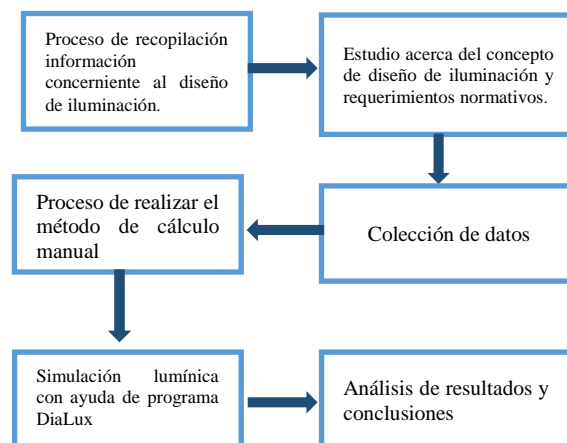 Proceso de recopilación
información
concerniente al diseño
de iluminación.
Estudio acerca del concepto
de diseño de iluminación y
requerimientos normativos.
Colección de datos
Proceso de realizar el
método de cálculo
manual
Simulación lumínica
con ayuda de programa
DiaLux
Análisis de resultados y
conclusiones